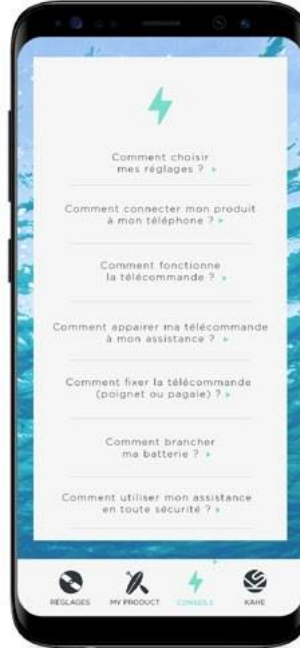 Comment choisir
mes réglages ? »
Comment connecter mon produit
à mon téléphone ? »
Comment fonctionne
la télécommande ? »
Comment appairer ma télécommande
à mon assistance ? »
Comment fixer la télécommande
(poignet ou pagaie) ? »
Comment brancher
ma batterie ? »
Comment utiliser mon assistance
en toute sécurité ? »
RÉGLAGES MY PRODUCT CONSEILS KAHE